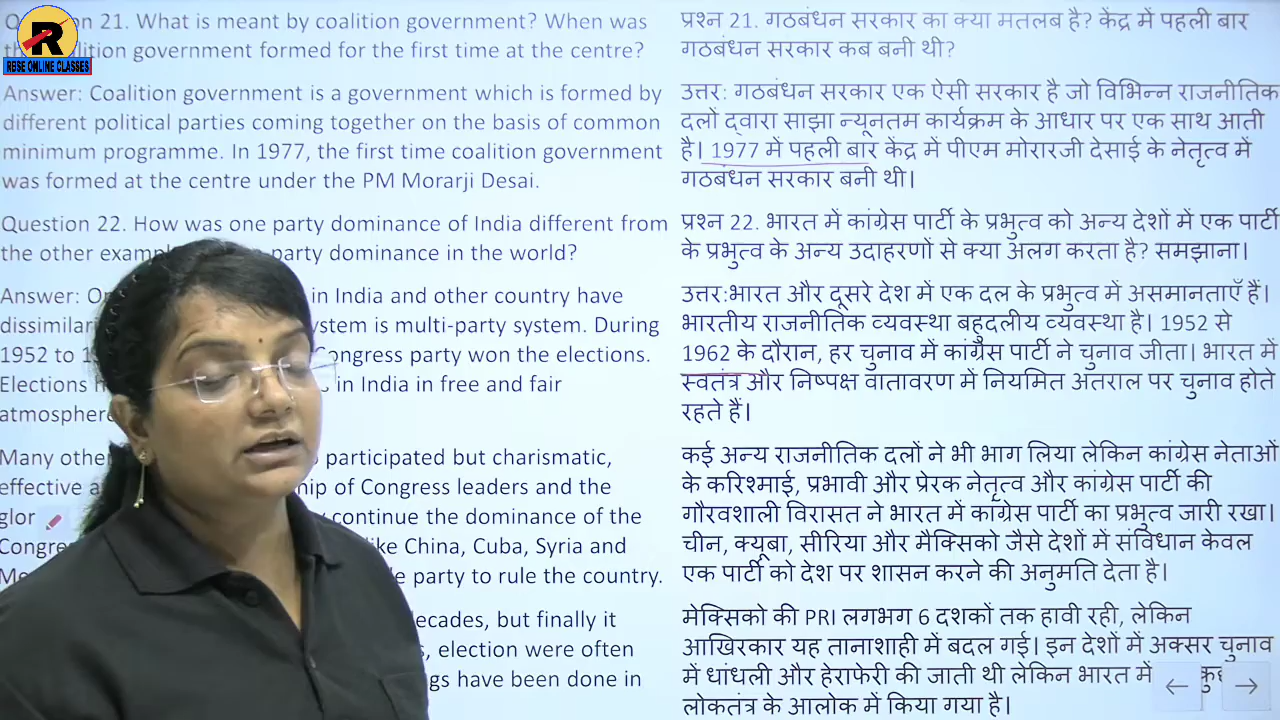 Question 21. What is meant by coalition government? When was
the coalition government formed for the first time at the centre?
Answer: Coalition government is a government which is formed by
different political parties coming together on the basis of common
minimum programme. In 1977, the first time coalition government
was formed at the centre under the PM Morarji Desai.
Question 22. How was one party dominance of India different from
the other party dominance in the world?
Answer: in India and other country have
is multi-party system. During
1952 to Congress party won the elections.
Elections in India in free and fair
atmosphere
Many other participated but charismatic,
effective of Congress leaders and the
continue the dominance of the
like China, Cuba, Syria and
party to rule the country.
decades, but finally it
election were often
have been done in
R
REISE ONLINE CLASSES
प्रश्न 21. गठबंधन सरकार का क्या मतलब है? केंद्र में पहली बार
गठबंधन सरकार कब बनी थी?
उत्तर: गठबंधन सरकार एक ऐसी सरकार है जो विभिन्न राजनीतिक
दलों द्वारा साझा न्यूनतम कार्यक्रम के आधार पर एक साथ आती
है। 1977 में पहली बार केंद्र में पीएम मोरारजी देसाई के नेतृत्व में
गठबंधन सरकार बनी थी।
प्रश्न 22. भारत में कांग्रेस पार्टी के प्रभुत्व को अन्य देशों में एक पार्टी
के प्रभुत्व के अन्य उदाहरणों से क्या अलग करता है? समझाना।
उत्तर:भारत और दूसरे देश में एक दल के प्रभुत्व में असमानताएँ हैं।
भारतीय राजनीतिक व्यवस्था बहुदलीय व्यवस्था है। 1952 से
1962 के दौरान, हर चुनाव में कांग्रेस पार्टी ने चुनाव जीता। भारत में
स्वतंत्र और निष्पक्ष वातावरण में नियमित अंतराल पर चुनाव होते
रहते हैं।
कई अन्य राजनीतिक दलों ने भी भाग लिया लेकिन कांग्रेस नेताओं
के करिश्माई, प्रभावी और प्रेरक नेतृत्व और कांग्रेस पार्टी की
गौरवशाली विरासत ने भारत में कांग्रेस पार्टी का प्रभुत्व जारी रखा।
चीन, क्यूबा, सीरिया और मैक्सिको जैसे देशों में संविधान केवल
एक पार्टी को देश पर शासन करने की अनुमति देता है।
मेक्सिको की PRI लगभग 6 दशकों तक हावी रही, लेकिन
आखिरकार यह तानाशाही में बदल गई। इन देशों में अक्सर चुनाव
में धांधली और हेराफेरी की जाती थी लेकिन भारत में
लोकतंत्र के आलोक में किया गया है।